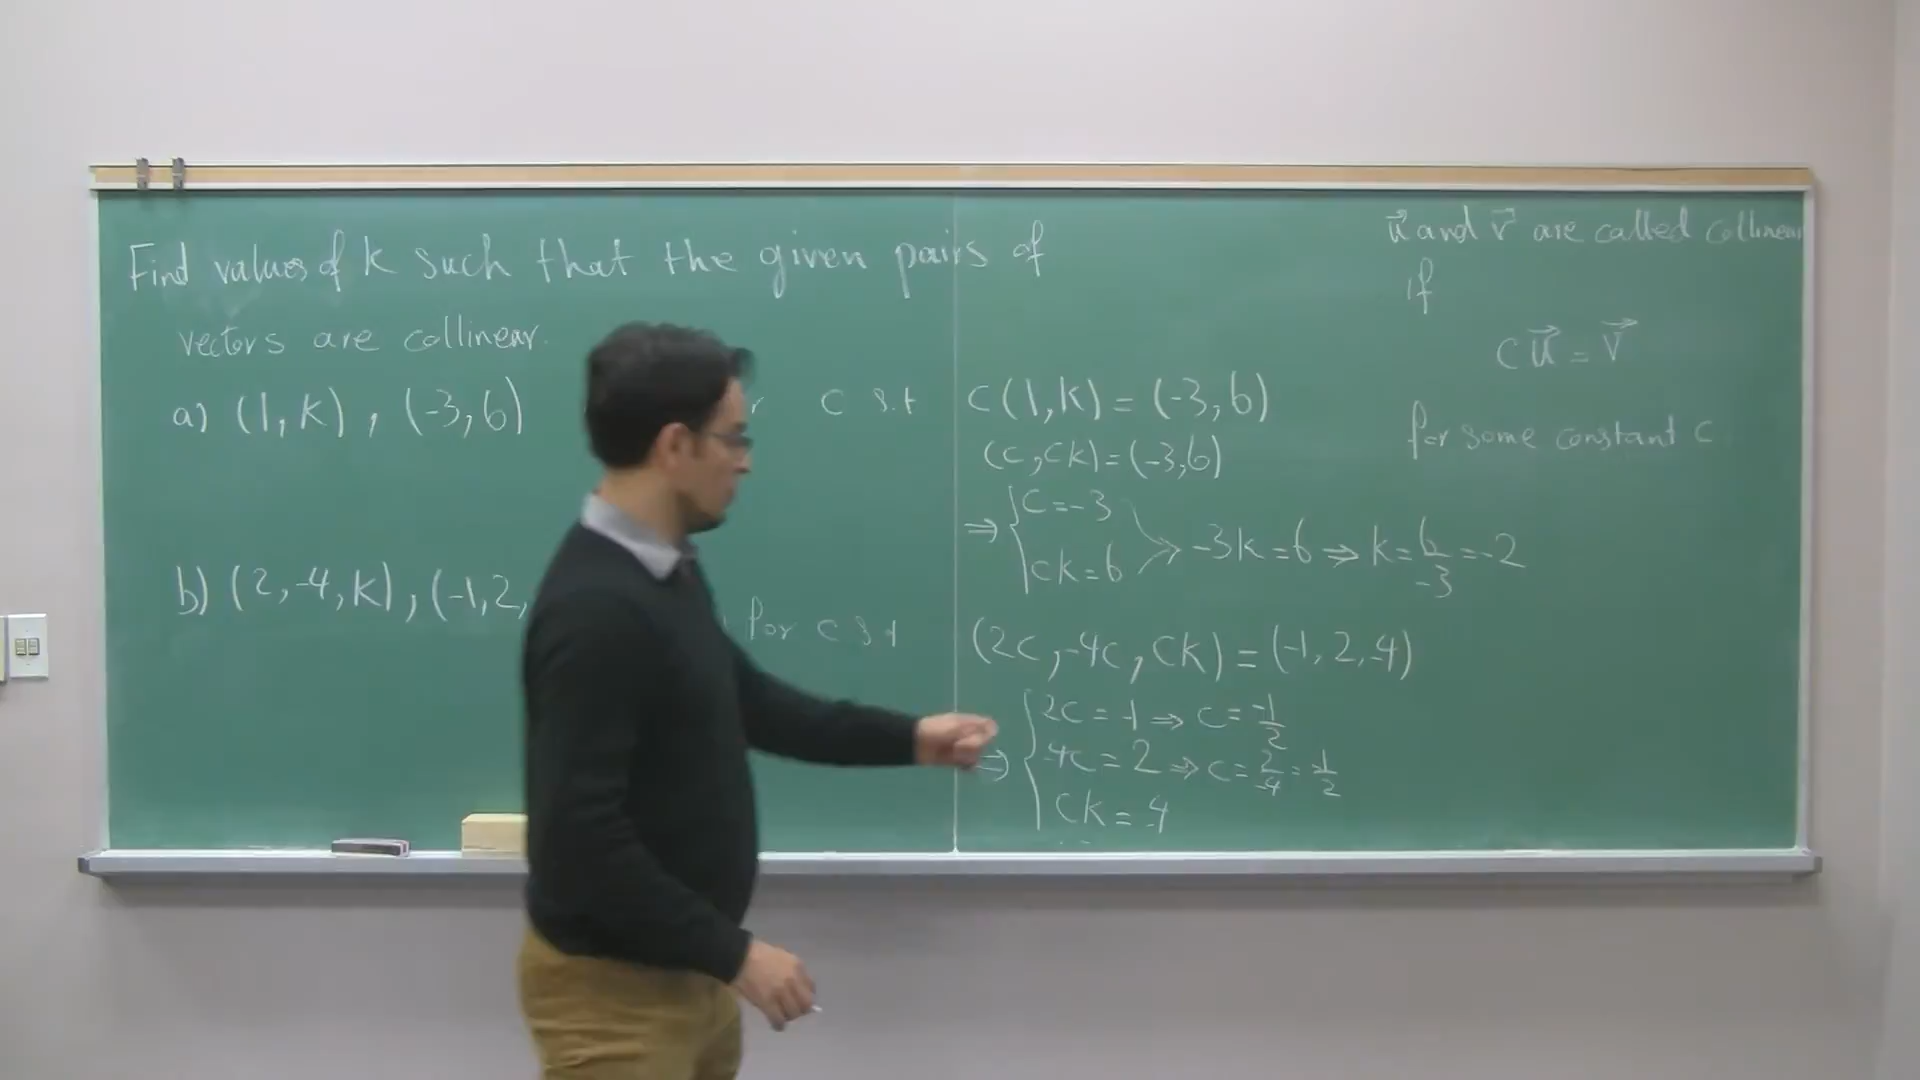 Find values of k such that the given pairs of
vectors are collinear.
a) (1, k) , (-3, 6)
c s.t
c(1, k) = (-3, 6)
(c, ck) = (-3, 6)
⇒ { c = -3
ck = 6
⇒ -3k = 6 ⇒ k = 6/-3 = -2
b) (2, -4, k), (-1, 2,
for c s.t
(2c, -4c, ck) = (-1, 2, -4)
⇒ { 2c = -1 ⇒ c = -1/2
-4c = 2 ⇒ c = 2/-4 = -1/2
ck = -4
u⃗ and v⃗ are called collinear
if
c u⃗ = v⃗
for some constant c